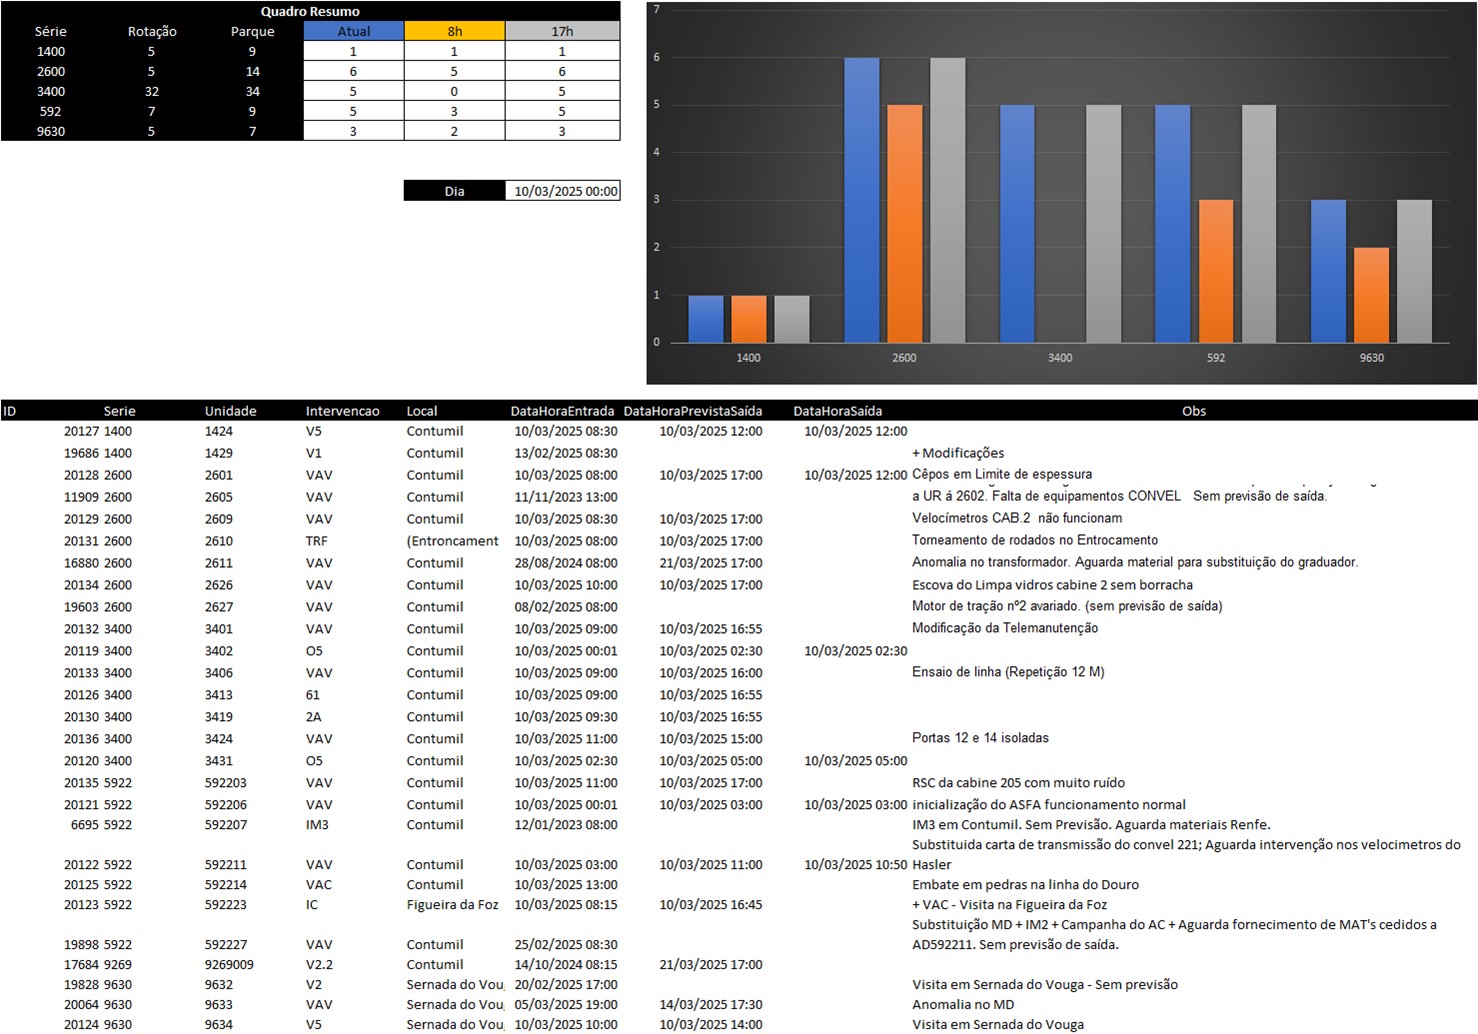 Quadro Resumo
Série Rotação Parque Atual 8h 17h
1400 5 9 1 1 1
2600 5 14 6 5 6
3400 32 34 5 0 5
592 7 9 5 3 5
9630 5 7 3 2 3
Dia 10/03/2025 00:00
7
6
5
4
3
2
1
0
1400 2600 3400 592 9630
ID Serie Unidade Intervencao Local DataHoraEntrada DataHoraPrevistaSaída DataHoraSaída Obs
20127 1400 1424 V5 Contumil 10/03/2025 08:30 10/03/2025 12:00 10/03/2025 12:00
19686 1400 1429 V1 Contumil 13/02/2025 08:30 + Modificações
20128 2600 2601 VAV Contumil 10/03/2025 08:00 10/03/2025 17:00 10/03/2025 12:00 Cêpos em Limite de espessura
11909 2600 2605 VAV Contumil 11/11/2023 13:00 a UR á 2602. Falta de equipamentos CONVEL Sem previsão de saída.
20129 2600 2609 VAV Contumil 10/03/2025 08:30 10/03/2025 17:00 Velocímetros CAB.2 não funcionam
20131 2600 2610 TRF (Entroncament 10/03/2025 08:00 10/03/2025 17:00 Torneamento de rodados no Entrocamento
16880 2600 2611 VAV Contumil 28/08/2024 08:00 21/03/2025 17:00 Anomalia no transformador. Aguarda material para substituição do graduador.
20134 2600 2626 VAV Contumil 10/03/2025 10:00 10/03/2025 17:00 Escova do Limpa vidros cabine 2 sem borracha
19603 2600 2627 VAV Contumil 08/02/2025 08:00 Motor de tração nº2 avariado. (sem previsão de saída)
20132 3400 3401 VAV Contumil 10/03/2025 09:00 10/03/2025 16:55 Modificação da Telemanutenção
20119 3400 3402 O5 Contumil 10/03/2025 00:01 10/03/2025 02:30 10/03/2025 02:30
20133 3400 3406 VAV Contumil 10/03/2025 09:00 10/03/2025 16:00 Ensaio de linha (Repetição 12 M)
20126 3400 3413 61 Contumil 10/03/2025 09:00 10/03/2025 16:55
20130 3400 3419 2A Contumil 10/03/2025 09:30 10/03/2025 16:55
20136 3400 3424 VAV Contumil 10/03/2025 11:00 10/03/2025 15:00 Portas 12 e 14 isoladas
20120 3400 3431 O5 Contumil 10/03/2025 02:30 10/03/2025 05:00 10/03/2025 05:00
20135 5922 592203 VAV Contumil 10/03/2025 11:00 10/03/2025 17:00 RSC da cabine 205 com muito ruído
20121 5922 592206 VAV Contumil 10/03/2025 00:01 10/03/2025 03:00 10/03/2025 03:00 inicialização do ASFA funcionamento normal
6695 5922 592207 IM3 Contumil 12/01/2023 08:00 IM3 em Contumil. Sem Previsão. Aguarda materiais Renfe.
Substituida carta de transmissão do convel 221; Aguarda intervenção nos velocimetros do
20122 5922 592211 VAV Contumil 10/03/2025 03:00 10/03/2025 11:00 10/03/2025 10:50 Hasler
20125 5922 592214 VAC Contumil 10/03/2025 13:00 Embate em pedras na linha do Douro
20123 5922 592223 IC Figueira da Foz 10/03/2025 08:15 10/03/2025 16:45 + VAC - Visita na Figueira da Foz
Substituição MD + IM2 + Campanha do AC + Aguarda fornecimento de MAT's cedidos a
19898 5922 592227 VAV Contumil 25/02/2025 08:30 AD592211. Sem previsão de saída.
17684 9269 9269009 V2.2 Contumil 14/10/2024 08:15 21/03/2025 17:00
19828 9630 9632 V2 Sernada do Vou 20/02/2025 17:00 Visita em Sernada do Vouga - Sem previsão
20064 9630 9633 VAV Sernada do Vou 05/03/2025 19:00 14/03/2025 17:30 Anomalia no MD
20124 9630 9634 V5 Sernada do Vou 10/03/2025 10:00 10/03/2025 14:00 Visita em Sernada do Vouga